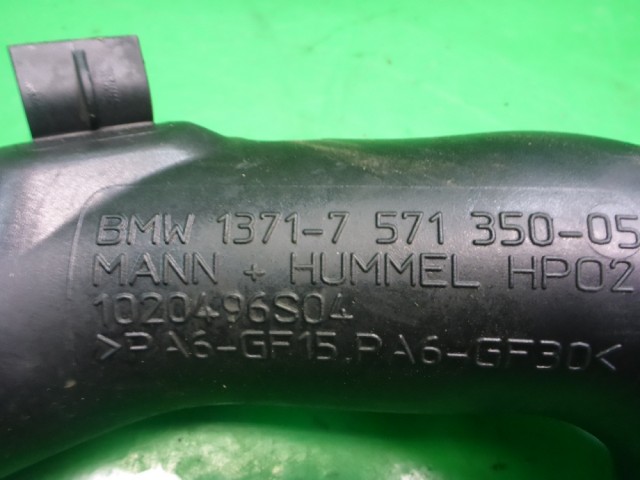 BMW 1371-7 571 350-05
MANN + HUMMEL HP02
1020496S04
>PA6-GF15.PA6-GF30<